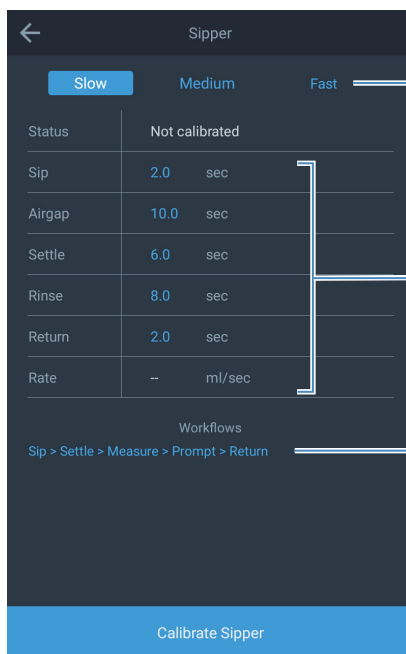 Sipper
Slow Medium Fast
Status Not calibrated
Sip 2.0 sec
Airgap 10.0 sec
Settle 6.0 sec
Rinse 8.0 sec
Return 2.0 sec
Rate -- ml/sec
Workflows
Sip > Settle > Measure > Prompt > Return
Calibrate Sipper